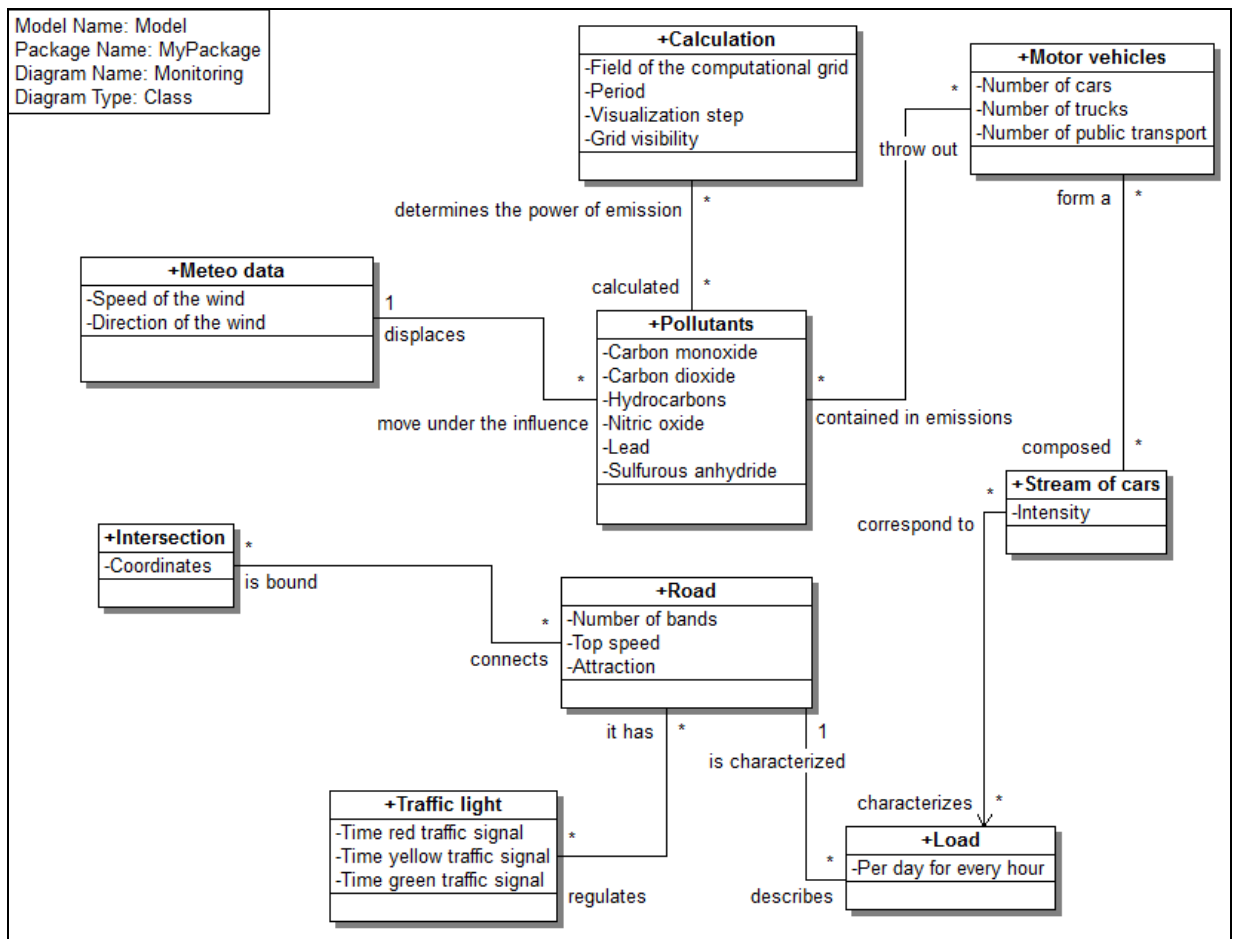 Model Name: Model
Package Name: MyPackage
Diagram Name: Monitoring
Diagram Type: Class
+Calculation
-Field of the computational grid
-Period
-Visualization step
-Grid visibility
+Motor vehicles
-Number of cars
-Number of trucks
-Number of public transport
*
throw out
form a
*
determines the power of emission
*
+Meteo data
-Speed of the wind
-Direction of the wind
1
displaces
calculated
*
+Pollutants
-Carbon monoxide
-Carbon dioxide
-Hydrocarbons
-Nitric oxide
-Lead
-Sulfurous anhydride
*
move under the influence
*
contained in emissions
composed
*
+Stream of cars
-Intensity
*
correspond to
+Intersection
-Coordinates
*
is bound
+Road
-Number of bands
-Top speed
-Attraction
*
connects
it has
*
1
is characterized
+Traffic light
-Time red traffic signal
-Time yellow traffic signal
-Time green traffic signal
*
regulates
characterizes
*
+Load
-Per day for every hour
*
describes